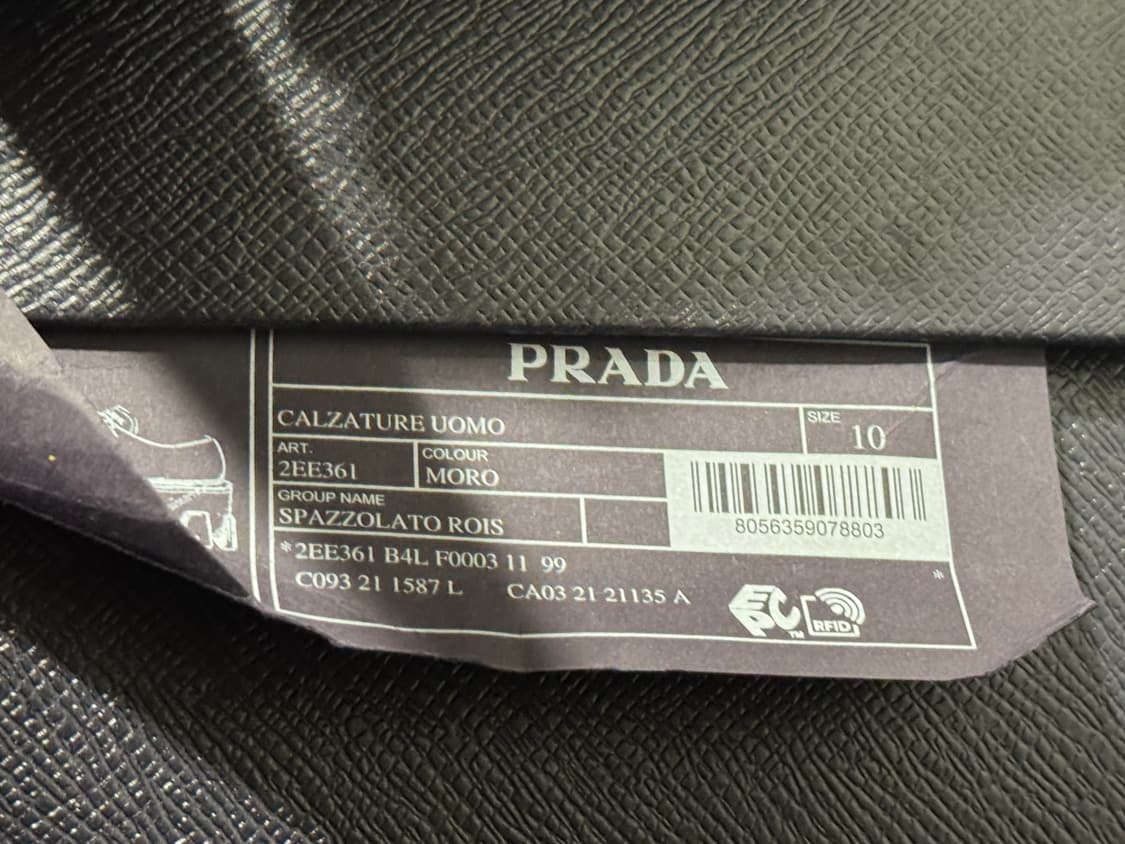 PRADA
CALZATURE UOMO
SIZE
10
ART.
2EE361
COLOUR
MORO
GROUP NAME
SPAZZOLATO ROIS
8056359078803
*2EE361 B4L F0003 11 99
C093 21 1587 L CA03 21 21135 A
*
EPC TM
RFID